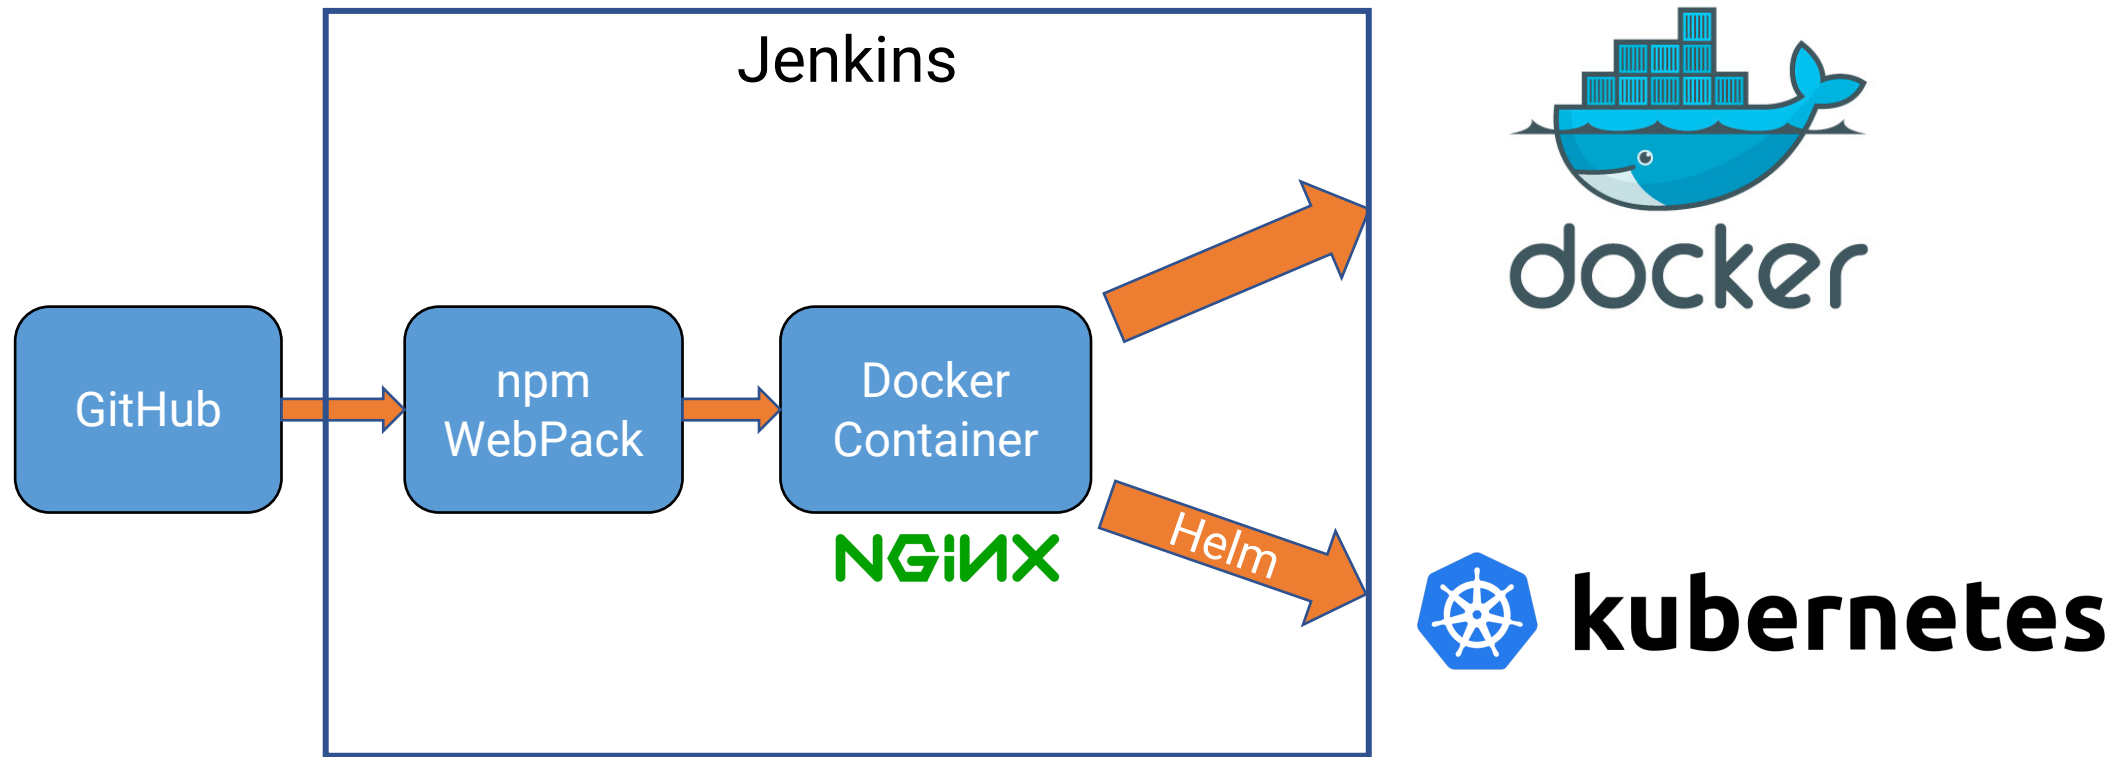 Jenkins
docker
GitHub
npm
WebPack
Docker
Container
NGiNX
Helm
kubernetes